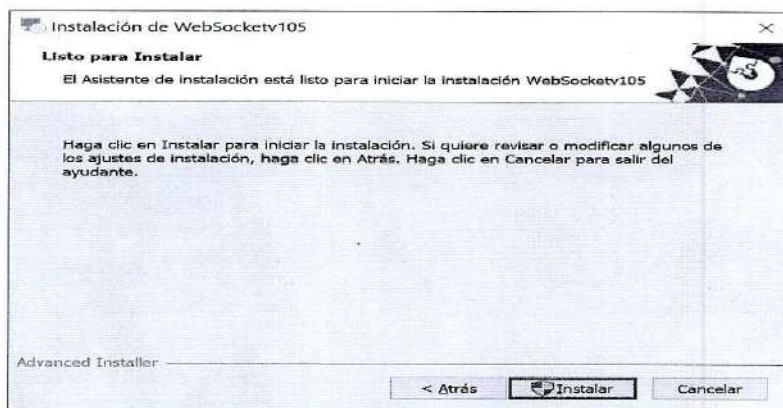 Instalación de WebSocketv105
Listo para Instalar
El Asistente de instalación está listo para iniciar la instalación WebSocketv105
Haga clic en Instalar para iniciar la instalación. Si quiere revisar o modificar algunos de
los ajustes de instalación, haga clic en Atrás. Haga clic en Cancelar para salir del
ayudante.
Advanced Installer
< Atrás Instalar Cancelar